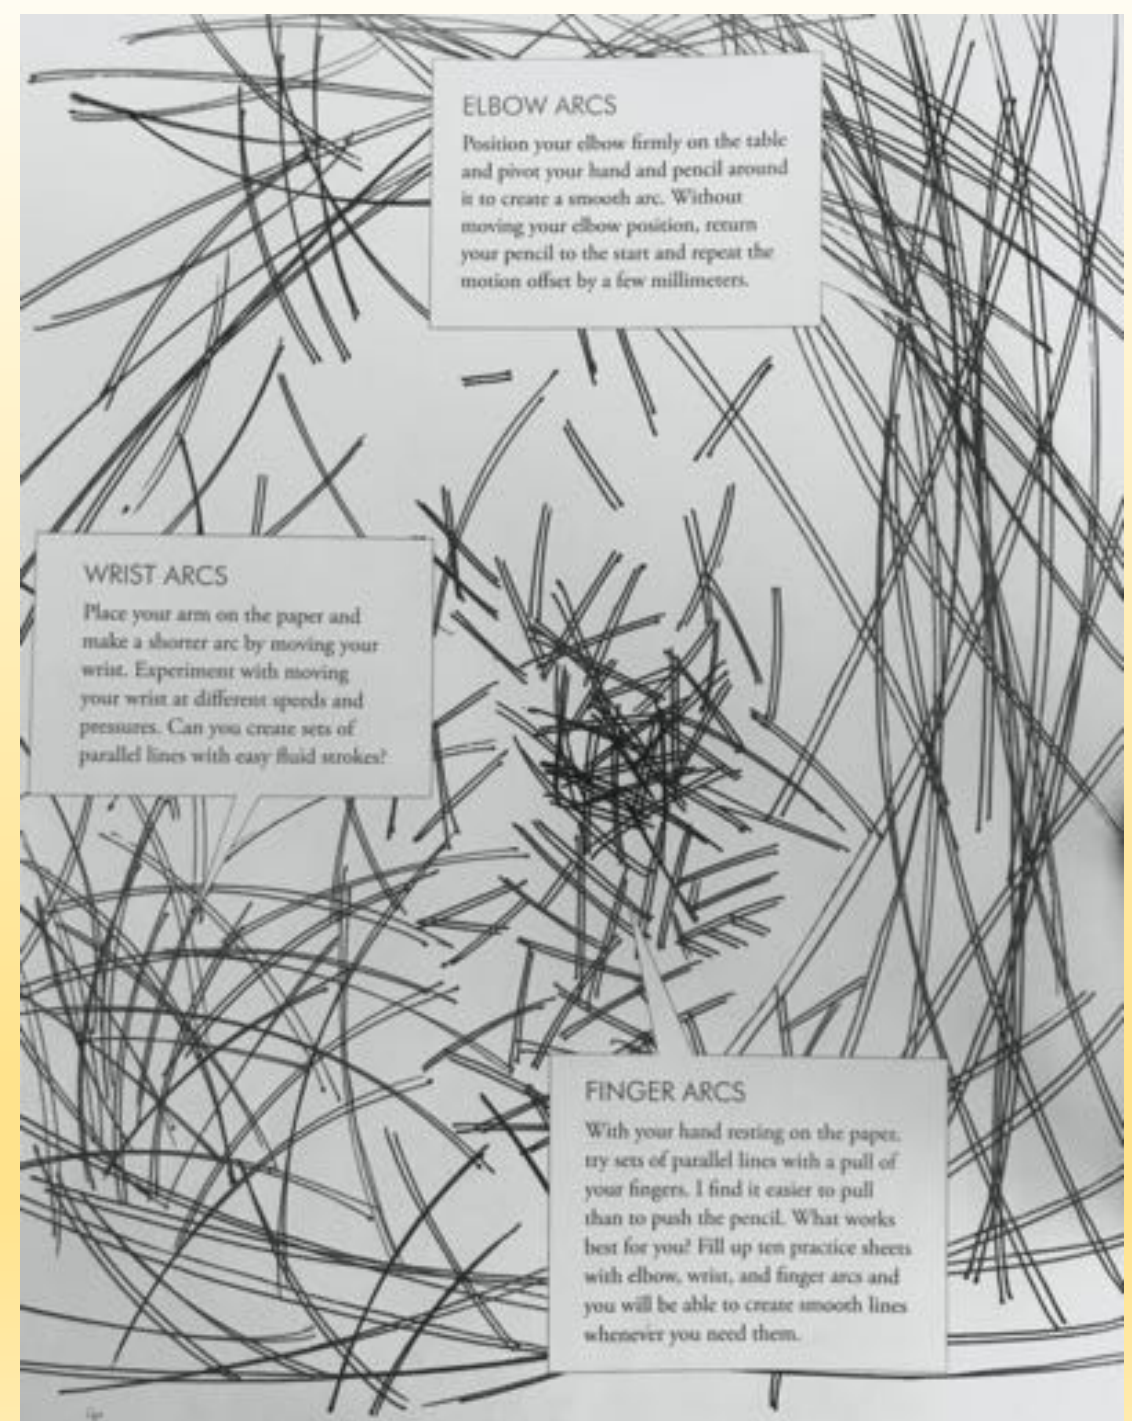 ELBOW ARCS
Position your elbow firmly on the table
and pivot your hand and pencil around
it to create a smooth arc. Without
moving your elbow position, return
your pencil to the start and repeat the
motion offset by a few millimeters.
WRIST ARCS
Place your arm on the paper and
make a shorter arc by moving your
wrist. Experiment with moving
your wrist at different speeds and
pressures. Can you create sets of
parallel lines with easy fluid strokes?
FINGER ARCS
With your hand resting on the paper,
try sets of parallel lines with a pull of
your fingers. I find it easier to pull
than to push the pencil. What works
best for you? Fill up ten practice sheets
with elbow, wrist, and finger arcs and
you will be able to create smooth lines
whenever you need them.